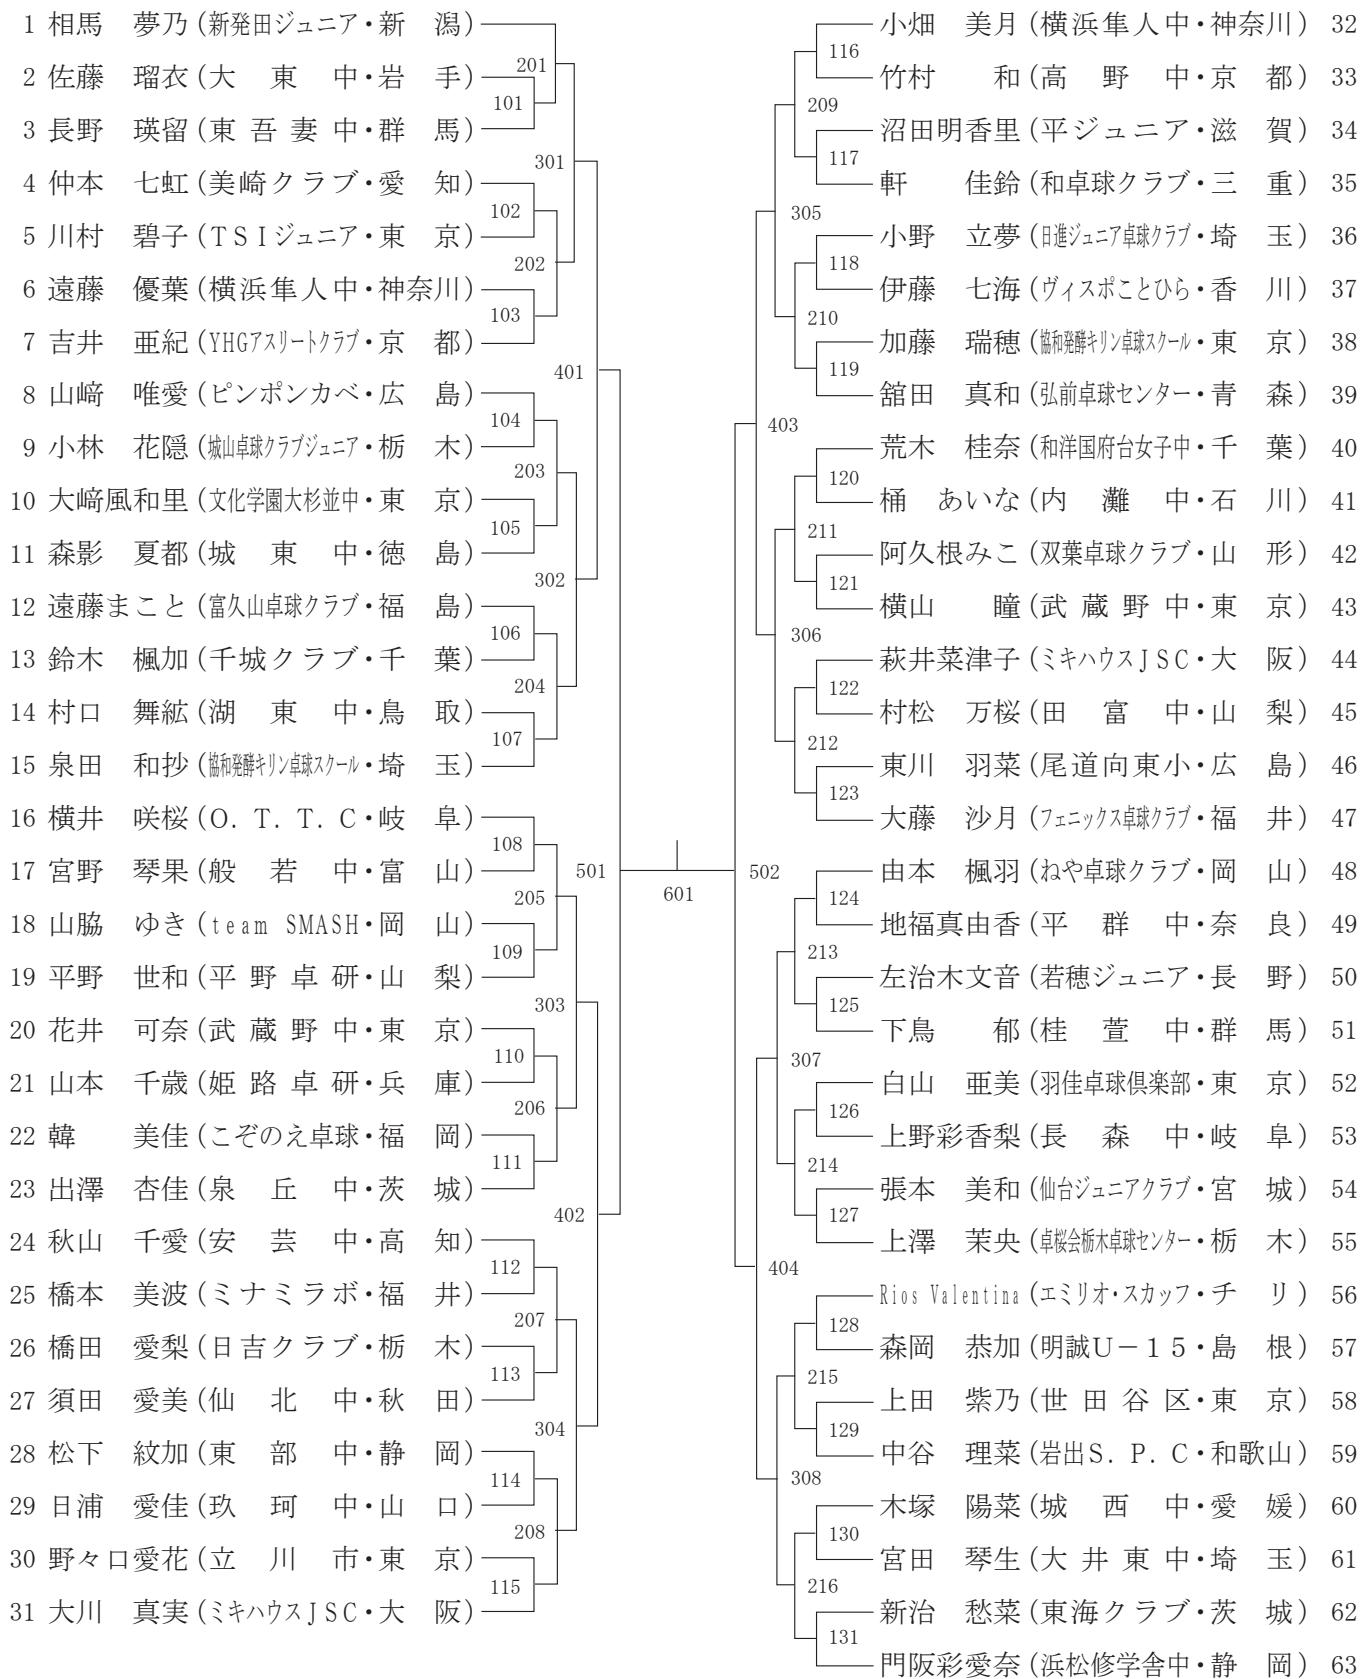 1 相馬 夢乃 (新発田ジュニア・新 潟)
2 佐藤 瑠衣 (大 東 中・岩 手)
3 長野 瑛留 (東 吾 妻 中・群 馬)
4 仲本 七虹 (美崎クラブ・愛 知)
5 川村 碧子 (TSIジュニア・東 京)
6 遠藤 優葉 (横浜隼人中・神奈川)
7 吉井 亜紀 (YHGアスリートクラブ・京 都)
8 山﨑 唯愛 (ピンポンカベ・広 島)
9 小林 花隠 (城山卓球クラブジュニア・栃 木)
10 大﨑風和里 (文化学園大杉並中・東 京)
11 森影 夏都 (城 東 中・徳 島)
12 遠藤まこと (富久山卓球クラブ・福 島)
13 鈴木 楓加 (千城クラブ・千 葉)
14 村口 舞紘 (湖 東 中・鳥 取)
15 泉田 和抄 (協和発酵キリン卓球スクール・埼 玉)
16 横井 咲桜 (O. T. T. C・岐 阜)
17 宮野 琴果 (般 若 中・富 山)
18 山脇 ゆき (team SMASH・岡 山)
19 平野 世和 (平 野 卓 研・山 梨)
20 花井 可奈 (武 蔵 野 中・東 京)
21 山本 千歳 (姫 路 卓 研・兵 庫)
22 韓 美佳 (こぞのえ卓球・福 岡)
23 出澤 杏佳 (泉 丘 中・茨 城)
24 秋山 千愛 (安 芸 中・高 知)
25 橋本 美波 (ミナミラボ・福 井)
26 橋田 愛梨 (日吉クラブ・栃 木)
27 須田 愛美 (仙 北 中・秋 田)
28 松下 紋加 (東 部 中・静 岡)
29 日浦 愛佳 (玖 珂 中・山 口)
30 野々口愛花 (立 川 市・東 京)
31 大川 真実 (ミキハウスJSC・大 阪)
101
102
103
104
105
106
107
108
109
110
111
112
113
114
115
201
202
203
204
205
206
207
208
301
302
303
304
401
402
501
601
502
403
404
305
306
307
308
209
210
211
212
213
214
215
216
116
117
118
119
120
121
122
123
124
125
126
127
128
129
130
131
小畑 美月 (横浜隼人中・神奈川) 32
竹村 和 (高 野 中・京 都) 33
沼田明香里 (平ジュニア・滋 賀) 34
軒 佳鈴 (和卓球クラブ・三 重) 35
小野 立夢 (日進ジュニア卓球クラブ・埼 玉) 36
伊藤 七海 (ヴィスポことひら・香 川) 37
加藤 瑞穂 (協和発酵キリン卓球スクール・東 京) 38
舘田 真和 (弘前卓球センター・青 森) 39
荒木 桂奈 (和洋国府台女子中・千 葉) 40
桶 あいな (内 灘 中・石 川) 41
阿久根みこ (双葉卓球クラブ・山 形) 42
横山 瞳 (武 蔵 野 中・東 京) 43
萩井菜津子 (ミキハウスJSC・大 阪) 44
村松 万桜 (田 富 中・山 梨) 45
東川 羽菜 (尾道向東小・広 島) 46
大藤 沙月 (フェニックス卓球クラブ・福 井) 47
由本 楓羽 (ねや卓球クラブ・岡 山) 48
地福真由香 (平 群 中・奈 良) 49
左治木文音 (若穂ジュニア・長 野) 50
下鳥 郁 (桂 萱 中・群 馬) 51
白山 亜美 (羽佳卓球倶楽部・東 京) 52
上野彩香梨 (長 森 中・岐 阜) 53
張本 美和 (仙台ジュニアクラブ・宮 城) 54
上澤 茉央 (卓桜会栃木卓球センター・栃 木) 55
Rios Valentina (エミリオ・スカッフ・チ リ) 56
森岡 恭加 (明誠U－15・島 根) 57
上田 紫乃 (世 田 谷 区・東 京) 58
中谷 理菜 (岩出S. P. C・和歌山) 59
木塚 陽菜 (城 西 中・愛 媛) 60
宮田 琴生 (大 井 東 中・埼 玉) 61
新治 愁菜 (東海クラブ・茨 城) 62
門阪彩愛奈 (浜松修学舎中・静 岡) 63